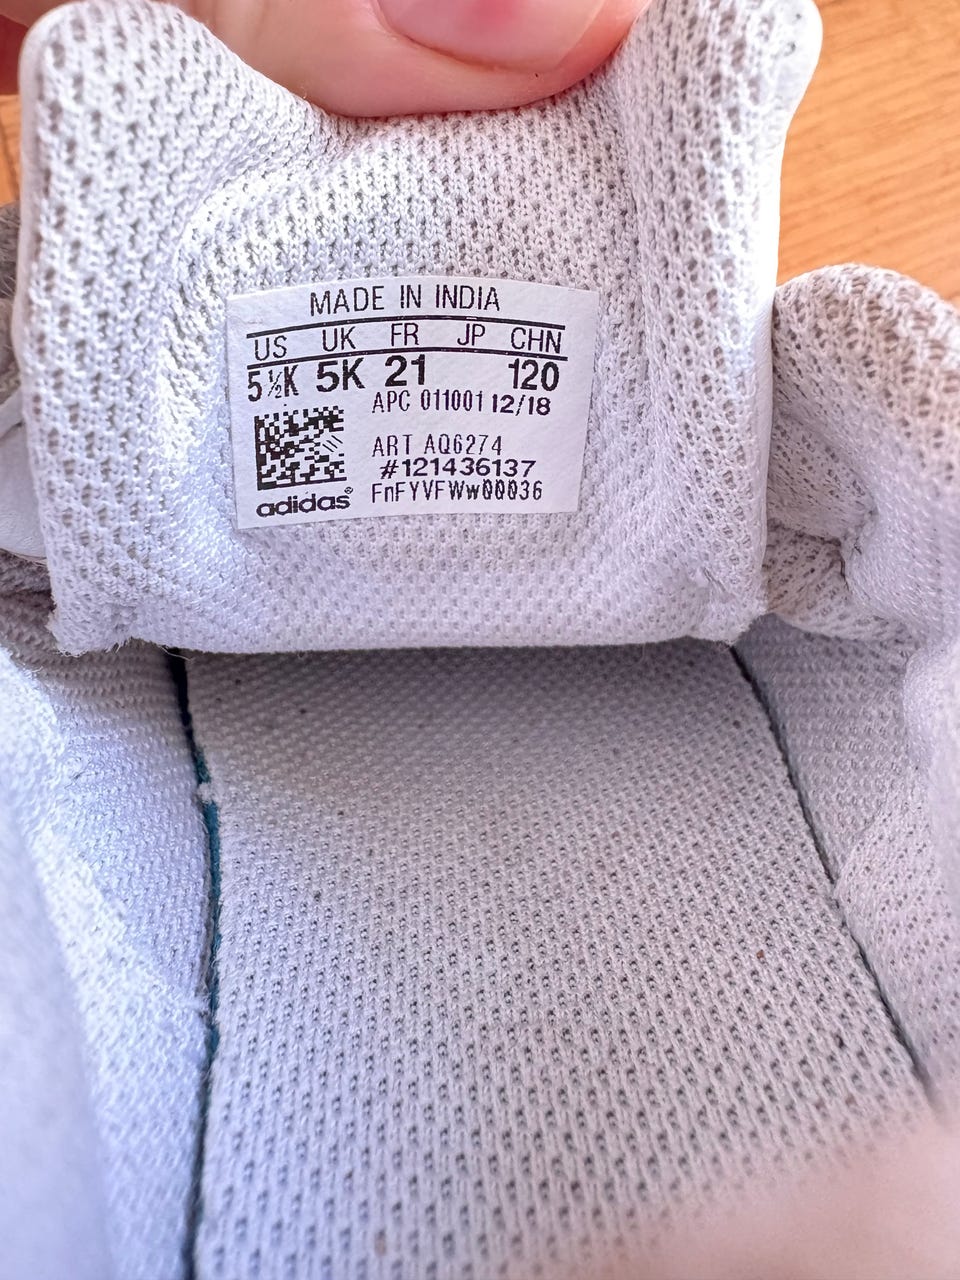 MADE IN INDIA
US UK FR JP CHN
5½K 5K 21 120
APC 011001 12/18
ART AQ6274
#121436137
FnFYVFWw00036
adidas®